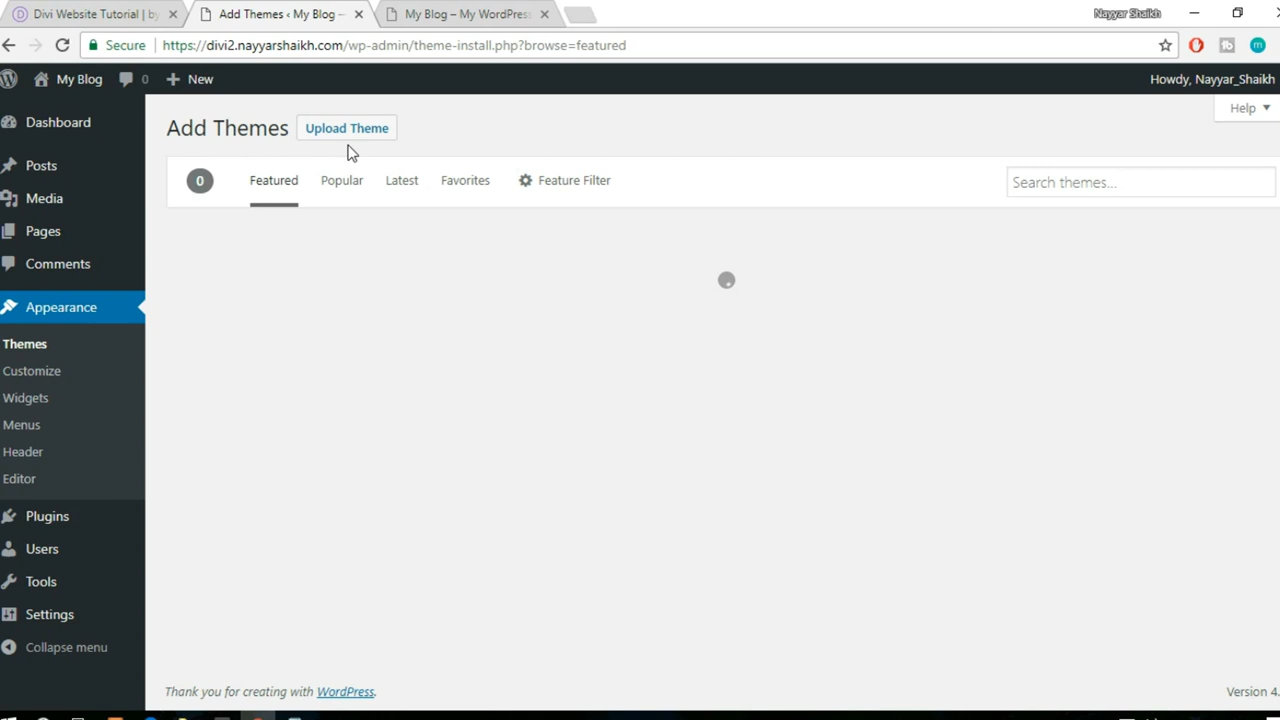 Divi Website Tutorial | by
Add Themes ‹ My Blog —
My Blog – My WordPress
Nayyar Shaikh
Secure
https://divi2.nayyarshaikh.com/wp-admin/theme-install.php?browse=featured
My Blog
0
New
Howdy, Nayyar_Shaikh
Dashboard
Posts
Media
Pages
Comments
Appearance
Themes
Customize
Widgets
Menus
Header
Editor
Plugins
Users
Tools
Settings
Collapse menu
Help
Add Themes
Upload Theme
0
Featured
Popular
Latest
Favorites
Feature Filter
Search themes...
Thank you for creating with WordPress.
Version 4.